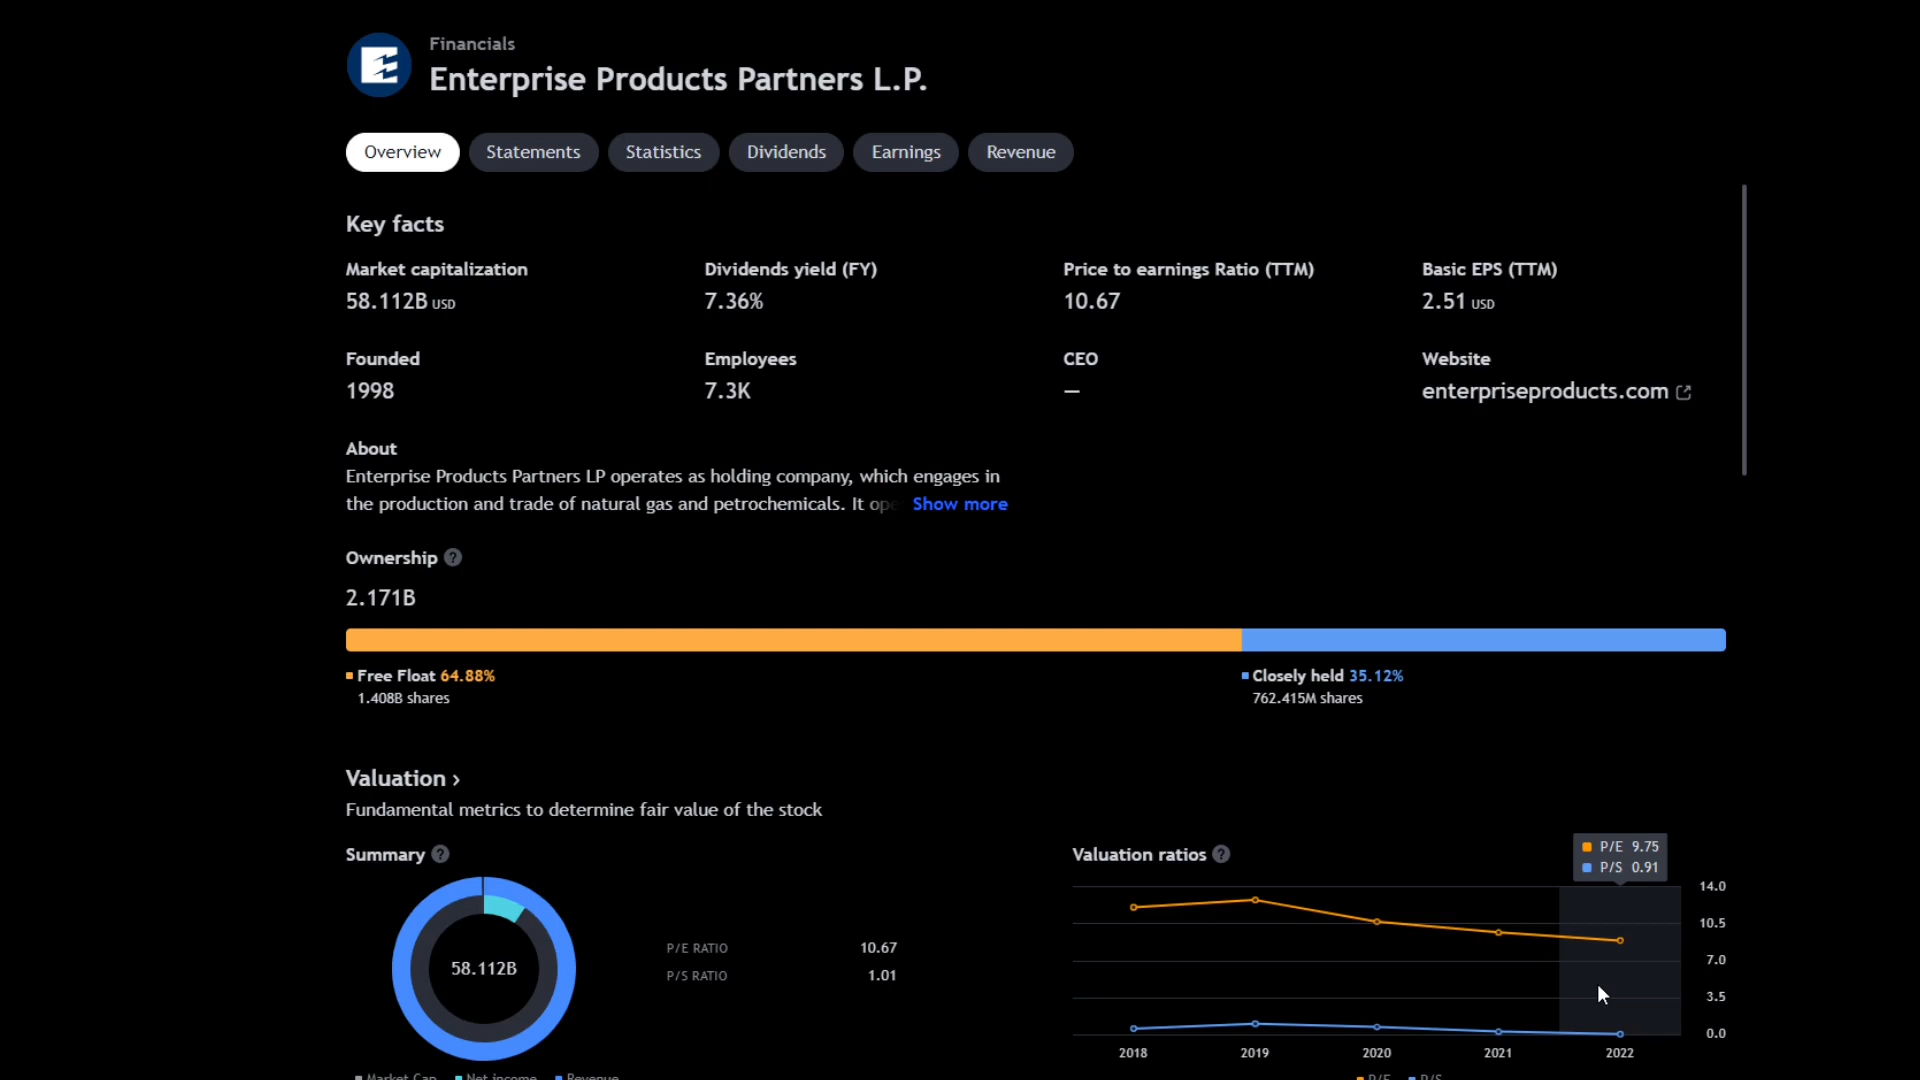 Financials
Enterprise Products Partners L.P.
Overview Statements Statistics Dividends Earnings Revenue
Key facts
Market capitalization Dividends yield (FY) Price to earnings Ratio (TTM) Basic EPS (TTM)
58.112B USD 7.36% 10.67 2.51 USD
Founded Employees CEO Website
1998 7.3K — enterpriseproducts.com
About
Enterprise Products Partners LP operates as holding company, which engages in
the production and trade of natural gas and petrochemicals. It ope Show more
Ownership ?
2.171B
Free Float 64.88% Closely held 35.12%
1.408B shares 762.415M shares
Valuation ›
Fundamental metrics to determine fair value of the stock
Summary ? Valuation ratios ?
P/E 9.75
P/S 0.91
58.112B
P/E RATIO 10.67
P/S RATIO 1.01
14.0
10.5
7.0
3.5
0.0
2018 2019 2020 2021 2022
Market Cap Net income Revenue P/E P/S